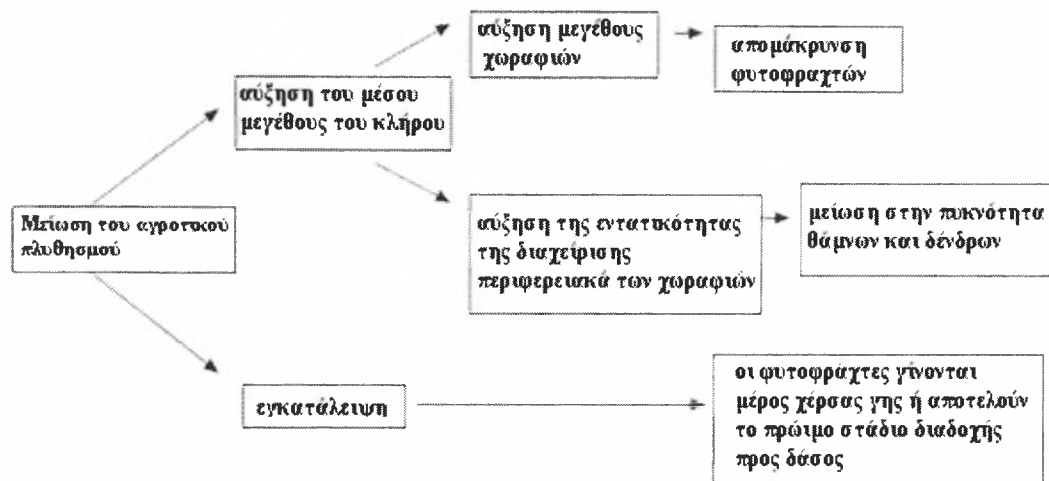 αύξηση μεγέθους
χωραφιών
απομάκρυνση
φυτοφραχτών
αύξηση του μέσου
μεγέθους του κλήρου
Μείωση του αγροτικού
πλυθησμού
αύξηση της εντατικότητας
της διαχείρισης
περιφερειακά των χωραφιών
μείωση στην πυκνότητα
θάμνων και δένδρων
εγκατάλειψη
οι φυτοφράχτες γίνονται
μέρος χέρσας γης ή αποτελούν
το πρώιμο στάδιο διαδοχής
προς δάσος